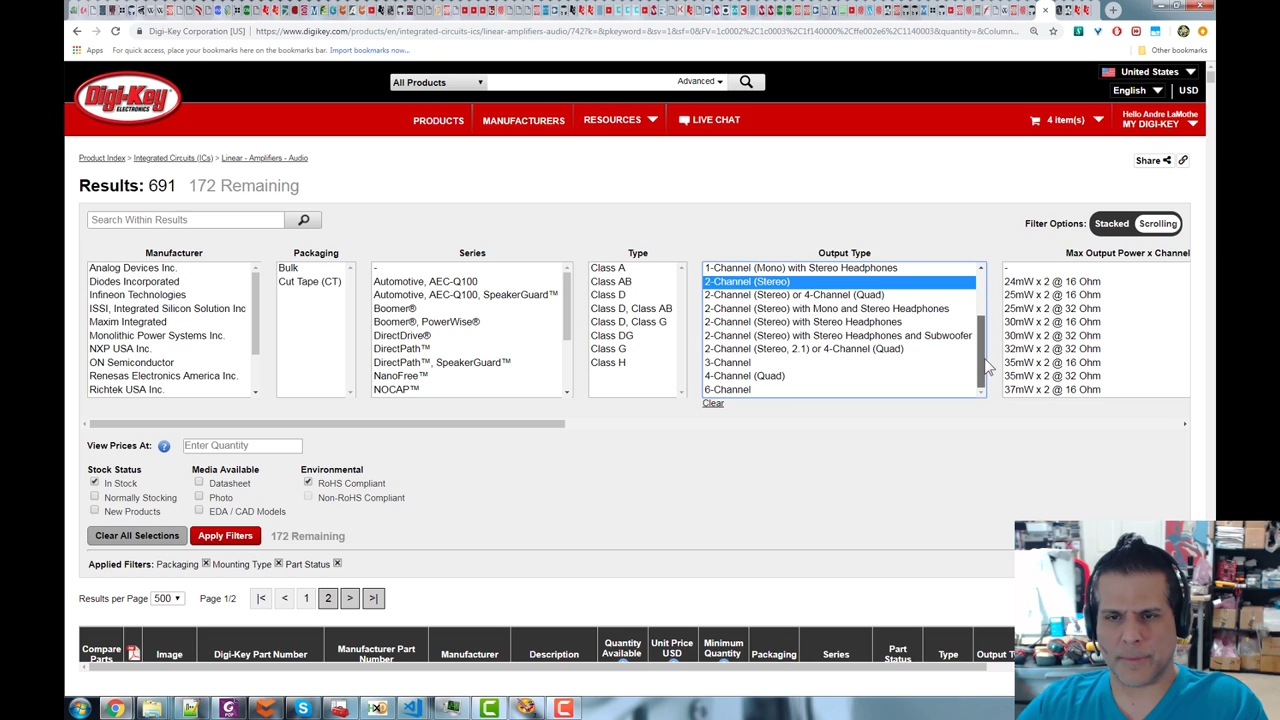 Digi-Key Corporation [US] https://www.digikey.com/products/en/integrated-circuits-ics/linear-amplifiers-audio/742?k=&pkeyword=&sv=1&sf=0&FV=1c0002%2C1c0003%2C1f140000%2Cffe002e6%2C1140003&quantity=&Column...
Apps For quick access, place your bookmarks here on the bookmarks bar. Import bookmarks now... Other bookmarks
United States
All Products Advanced
English USD
Digi-Key
ELECTRONICS
PRODUCTS MANUFACTURERS RESOURCES LIVE CHAT 4 item(s) Hello Andre LaMothe
MY DIGI-KEY
Product Index > Integrated Circuits (ICs) > Linear - Amplifiers - Audio Share
Results: 691 172 Remaining
Search Within Results Filter Options: Stacked Scrolling
Manufacturer Packaging Series Type Output Type Max Output Power x Channel
Analog Devices Inc. Bulk - Class A 1-Channel (Mono) with Stereo Headphones -
Diodes Incorporated Cut Tape (CT) Automotive, AEC-Q100 Class AB 2-Channel (Stereo) 24mW x 2 @ 16 Ohm
Infineon Technologies Automotive, AEC-Q100, SpeakerGuard™ Class D 2-Channel (Stereo) or 4-Channel (Quad) 25mW x 2 @ 16 Ohm
ISSI, Integrated Silicon Solution Inc Boomer® Class D, Class AB 2-Channel (Stereo) with Mono and Stereo Headphones 25mW x 2 @ 32 Ohm
Maxim Integrated Boomer®, PowerWise® Class D, Class G 2-Channel (Stereo) with Stereo Headphones 30mW x 2 @ 16 Ohm
Monolithic Power Systems Inc. DirectDrive® Class DG 2-Channel (Stereo) with Stereo Headphones and Subwoofer 30mW x 2 @ 32 Ohm
NXP USA Inc. DirectPath™ Class G 2-Channel (Stereo, 2.1) or 4-Channel (Quad) 32mW x 2 @ 32 Ohm
ON Semiconductor DirectPath™, SpeakerGuard™ Class H 3-Channel 35mW x 2 @ 16 Ohm
Renesas Electronics America Inc. NanoFree™ 4-Channel (Quad) 35mW x 2 @ 32 Ohm
Richtek USA Inc. NOCAP™ 6-Channel 37mW x 2 @ 16 Ohm
Clear
View Prices At: ? Enter Quantity
Stock Status Media Available Environmental
In Stock Datasheet RoHS Compliant
Normally Stocking Photo Non-RoHS Compliant
New Products EDA / CAD Models
Clear All Selections Apply Filters 172 Remaining
Applied Filters: Packaging Mounting Type Part Status
Results per Page 500 Page 1/2 |< < 1 2 > >|
Compare Parts Image Digi-Key Part Number Manufacturer Part Number Manufacturer Description Quantity Available Unit Price USD Minimum Quantity Packaging Series Part Status Type Output T